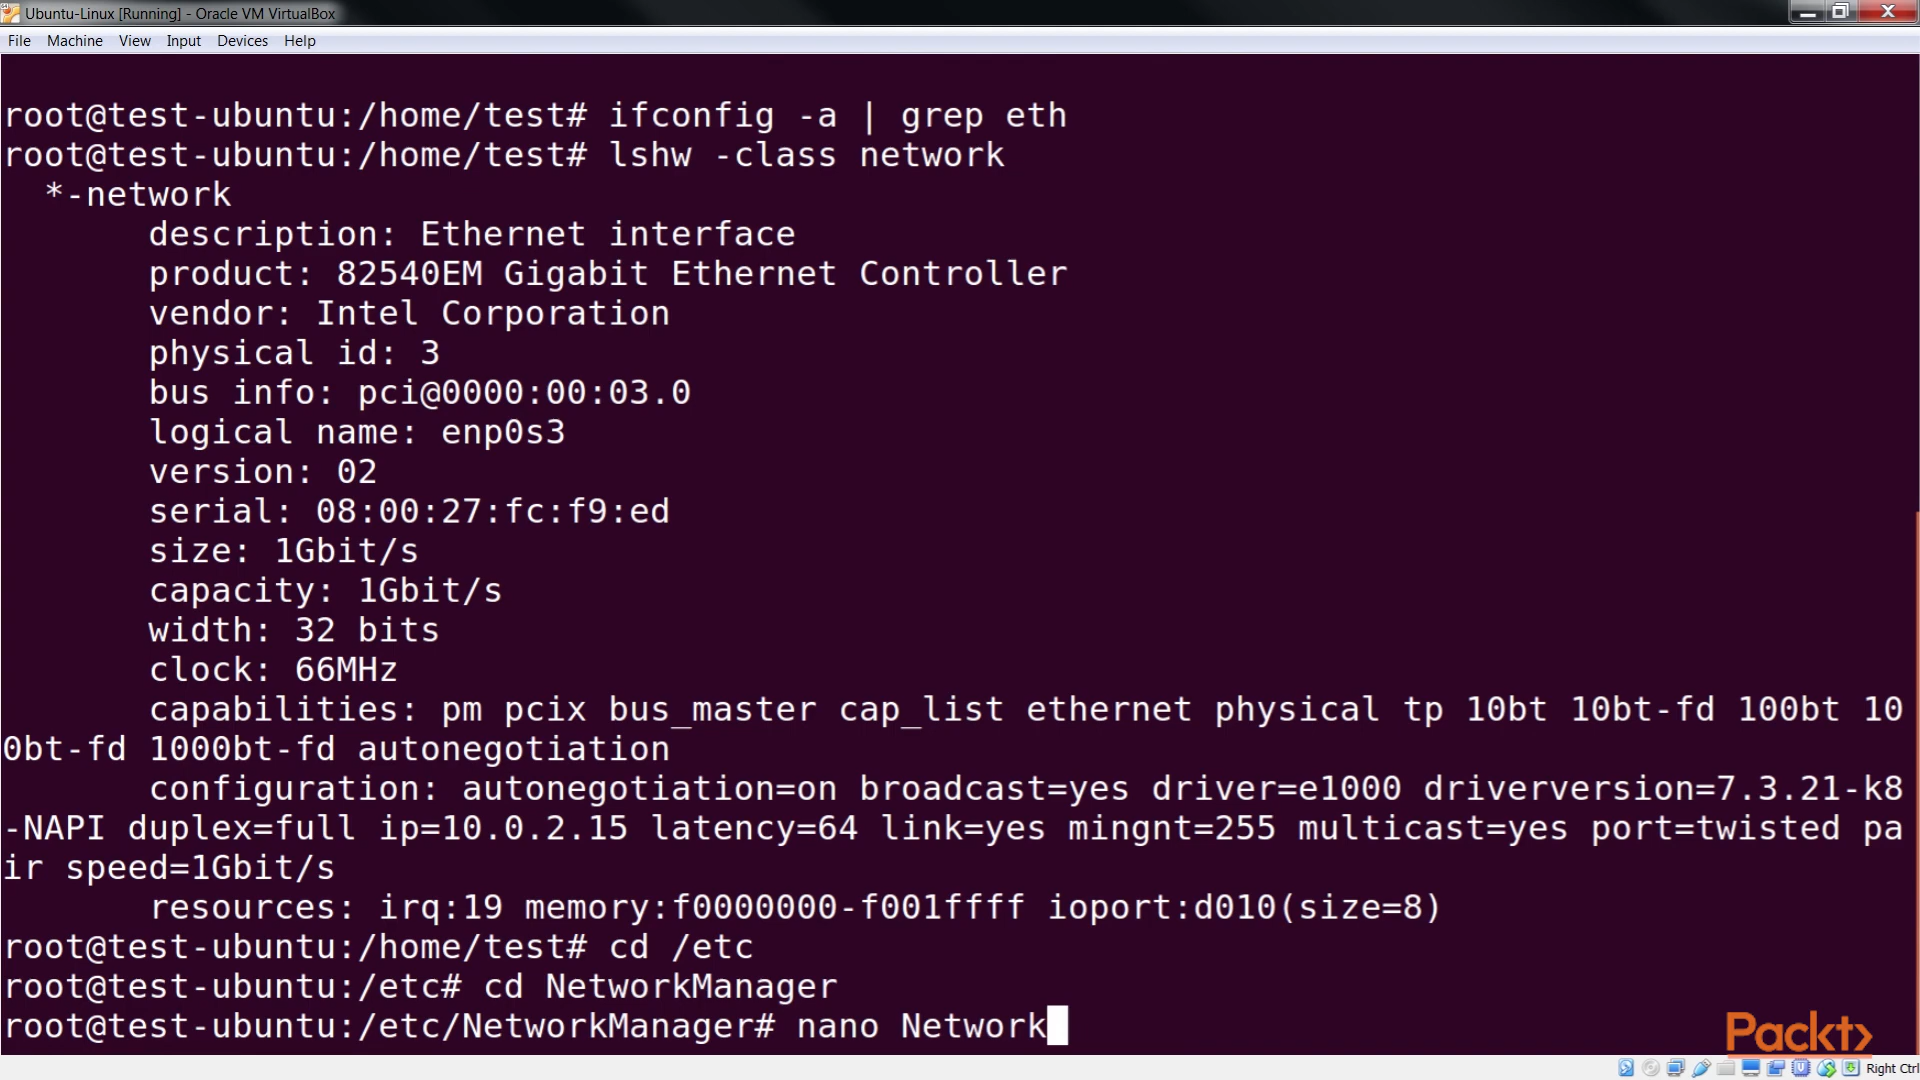 Ubuntu-Linux [Running] - Oracle VM VirtualBox
File Machine View Input Devices Help
root@test-ubuntu:/home/test# ifconfig -a | grep eth
root@test-ubuntu:/home/test# lshw -class network
  *-network
       description: Ethernet interface
       product: 82540EM Gigabit Ethernet Controller
       vendor: Intel Corporation
       physical id: 3
       bus info: pci@0000:00:03.0
       logical name: enp0s3
       version: 02
       serial: 08:00:27:fc:f9:ed
       size: 1Gbit/s
       capacity: 1Gbit/s
       width: 32 bits
       clock: 66MHz
       capabilities: pm pcix bus_master cap_list ethernet physical tp 10bt 10bt-fd 100bt 10
0bt-fd 1000bt-fd autonegotiation
       configuration: autonegotiation=on broadcast=yes driver=e1000 driverversion=7.3.21-k8
-NAPI duplex=full ip=10.0.2.15 latency=64 link=yes mingnt=255 multicast=yes port=twisted pa
ir speed=1Gbit/s
       resources: irq:19 memory:f0000000-f001ffff ioport:d010(size=8)
root@test-ubuntu:/home/test# cd /etc
root@test-ubuntu:/etc# cd NetworkManager
root@test-ubuntu:/etc/NetworkManager# nano Network
Packt>
Right Ctrl